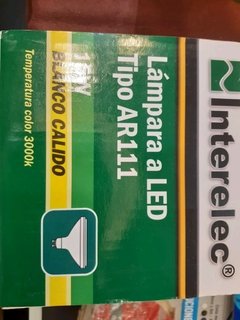 Interelec®
Lámpara a LED
Tipo AR111
BLANCO CALIDO
Temperatura color 3000k